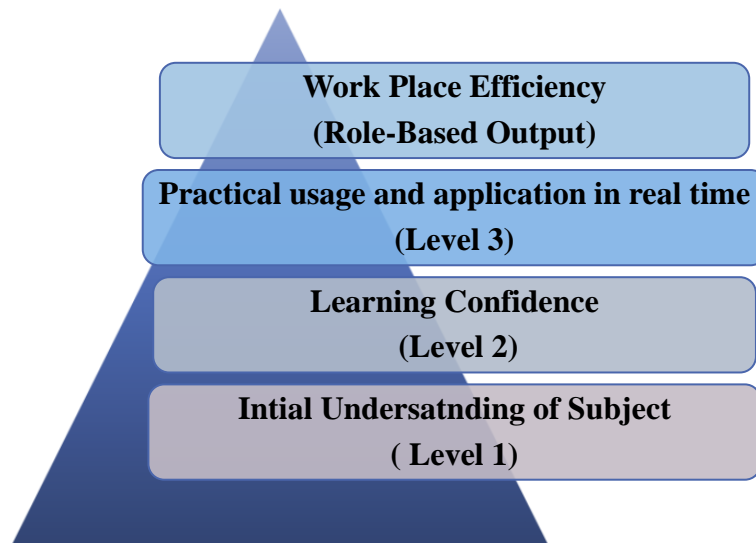 Work Place Efficiency
(Role-Based Output)
Practical usage and application in real time
(Level 3)
Learning Confidence
(Level 2)
Intial Undersatnding of Subject
( Level 1)